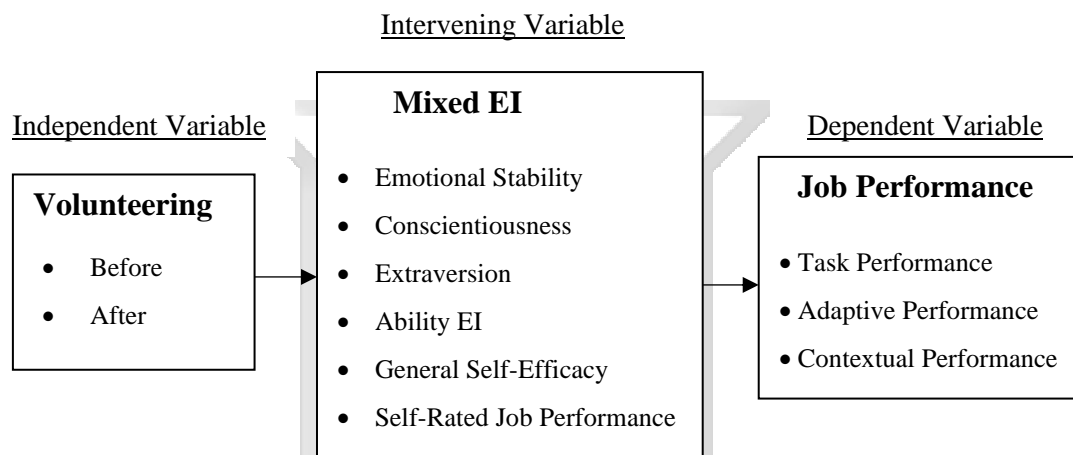 Intervening Variable
Mixed EI
• Emotional Stability
• Conscientiousness
• Extraversion
• Ability EI
• General Self-Efficacy
• Self-Rated Job Performance
Independent Variable
Volunteering
• Before
• After
Dependent Variable
Job Performance
• Task Performance
• Adaptive Performance
• Contextual Performance